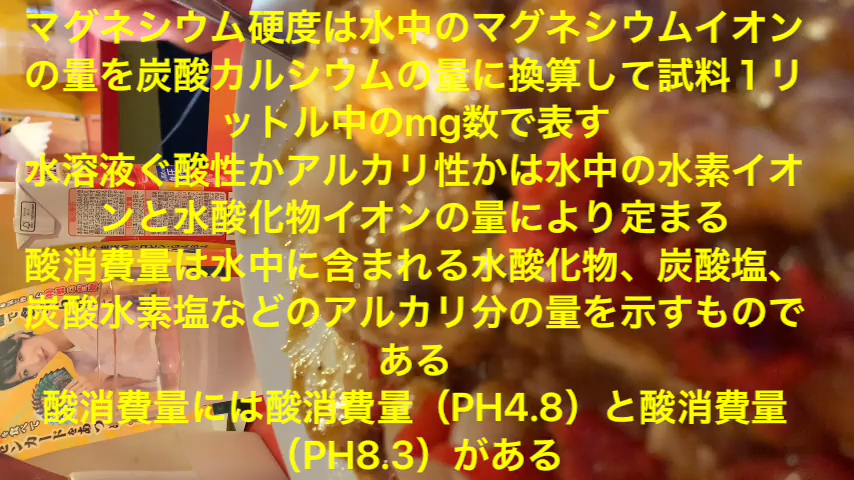 マグネシウム硬度は水中のマグネシウムイオン
の量を炭酸カルシウムの量に換算して試料１リ
ットル中のmg数で表す
水溶液ぐ酸性かアルカリ性かは水中の水素イオ
ンと水酸化物イオンの量により定まる
酸消費量は水中に含まれる水酸化物、炭酸塩、
炭酸水素塩などのアルカリ分の量を示すもので
ある
酸消費量には酸消費量（PH4.8）と酸消費量
（PH8.3）がある